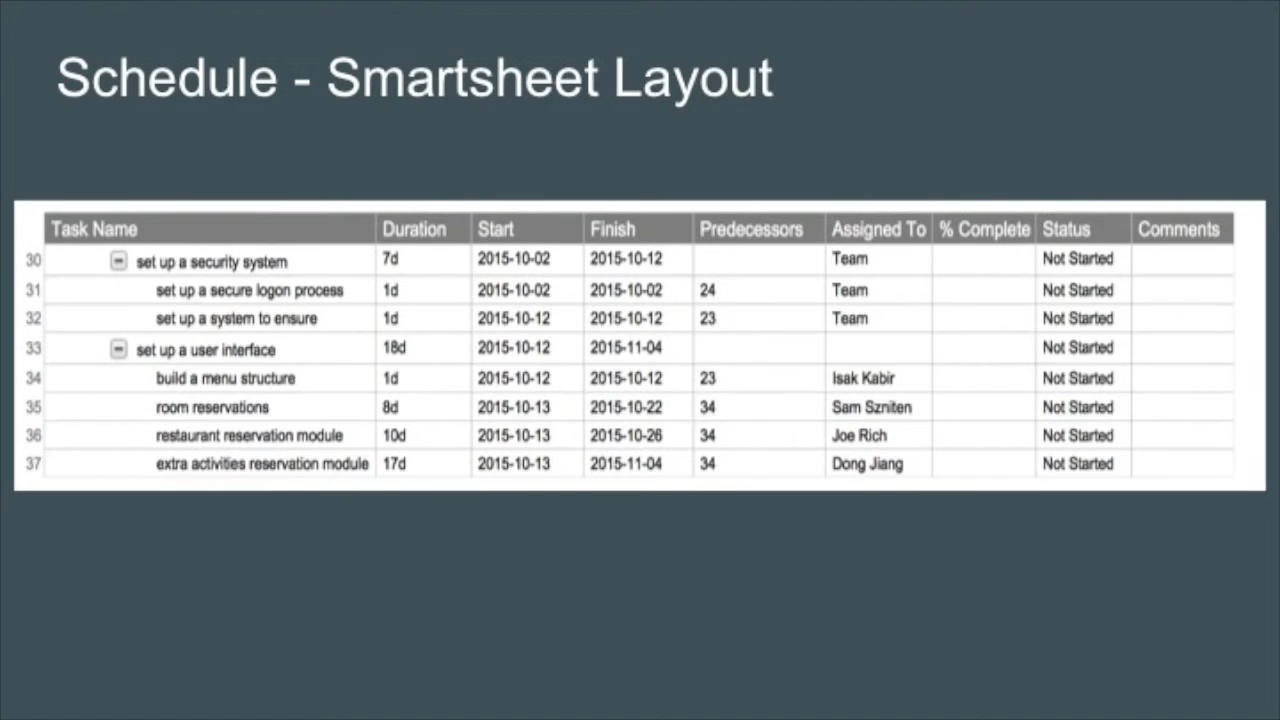 Schedule - Smartsheet Layout
Task Name Duration Start Finish Predecessors Assigned To % Complete Status Comments
30 set up a security system 7d 2015-10-02 2015-10-12 Team Not Started
31 set up a secure logon process 1d 2015-10-02 2015-10-02 24 Team Not Started
32 set up a system to ensure 1d 2015-10-12 2015-10-12 23 Team Not Started
33 set up a user interface 18d 2015-10-12 2015-11-04 Not Started
34 build a menu structure 1d 2015-10-12 2015-10-12 23 Isak Kabir Not Started
35 room reservations 8d 2015-10-13 2015-10-22 34 Sam Szniten Not Started
36 restaurant reservation module 10d 2015-10-13 2015-10-26 34 Joe Rich Not Started
37 extra activities reservation module 17d 2015-10-13 2015-11-04 34 Dong Jiang Not Started